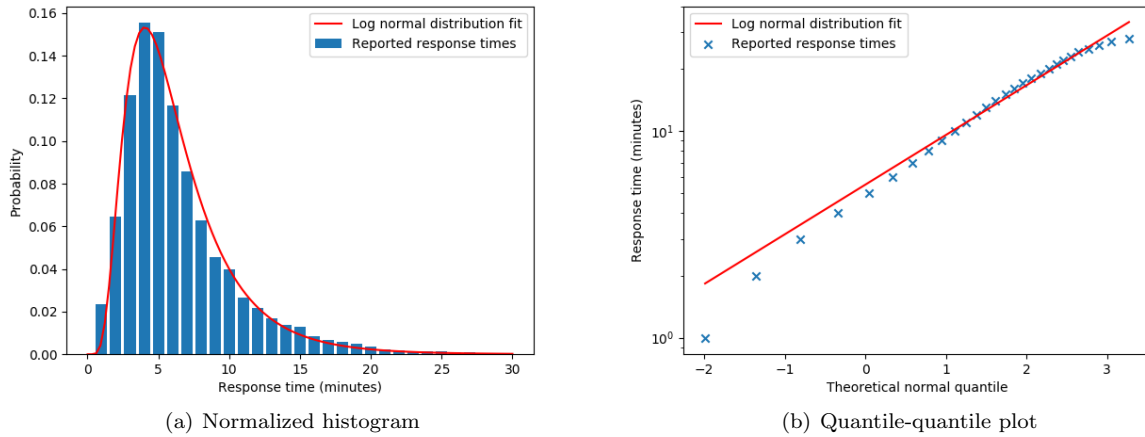 Log normal distribution fit
Reported response times
0.16
0.14
0.12
0.10
0.08
0.06
0.04
0.02
0.00
Probability
0 5 10 15 20 25 30
Response time (minutes)
(a) Normalized histogram
Log normal distribution fit
Reported response times
10¹
10⁰
Response time (minutes)
−2 −1 0 1 2 3
Theoretical normal quantile
(b) Quantile-quantile plot